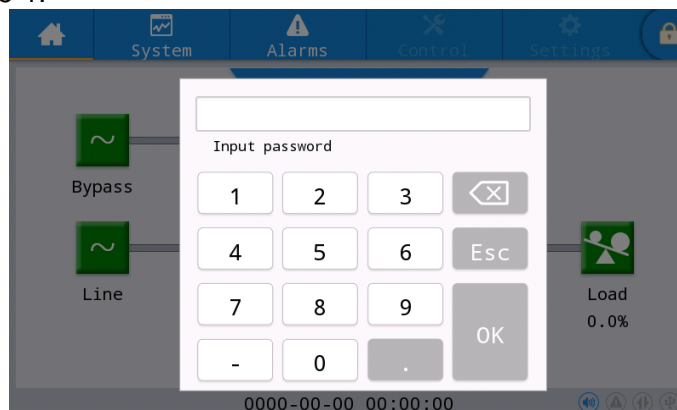 System Alarms Control Settings
Input password
1 2 3
Bypass
4 5 6 Esc
Line
7 8 9
Load
OK
0.0%
- 0 .
0000-00-00 00:00:00